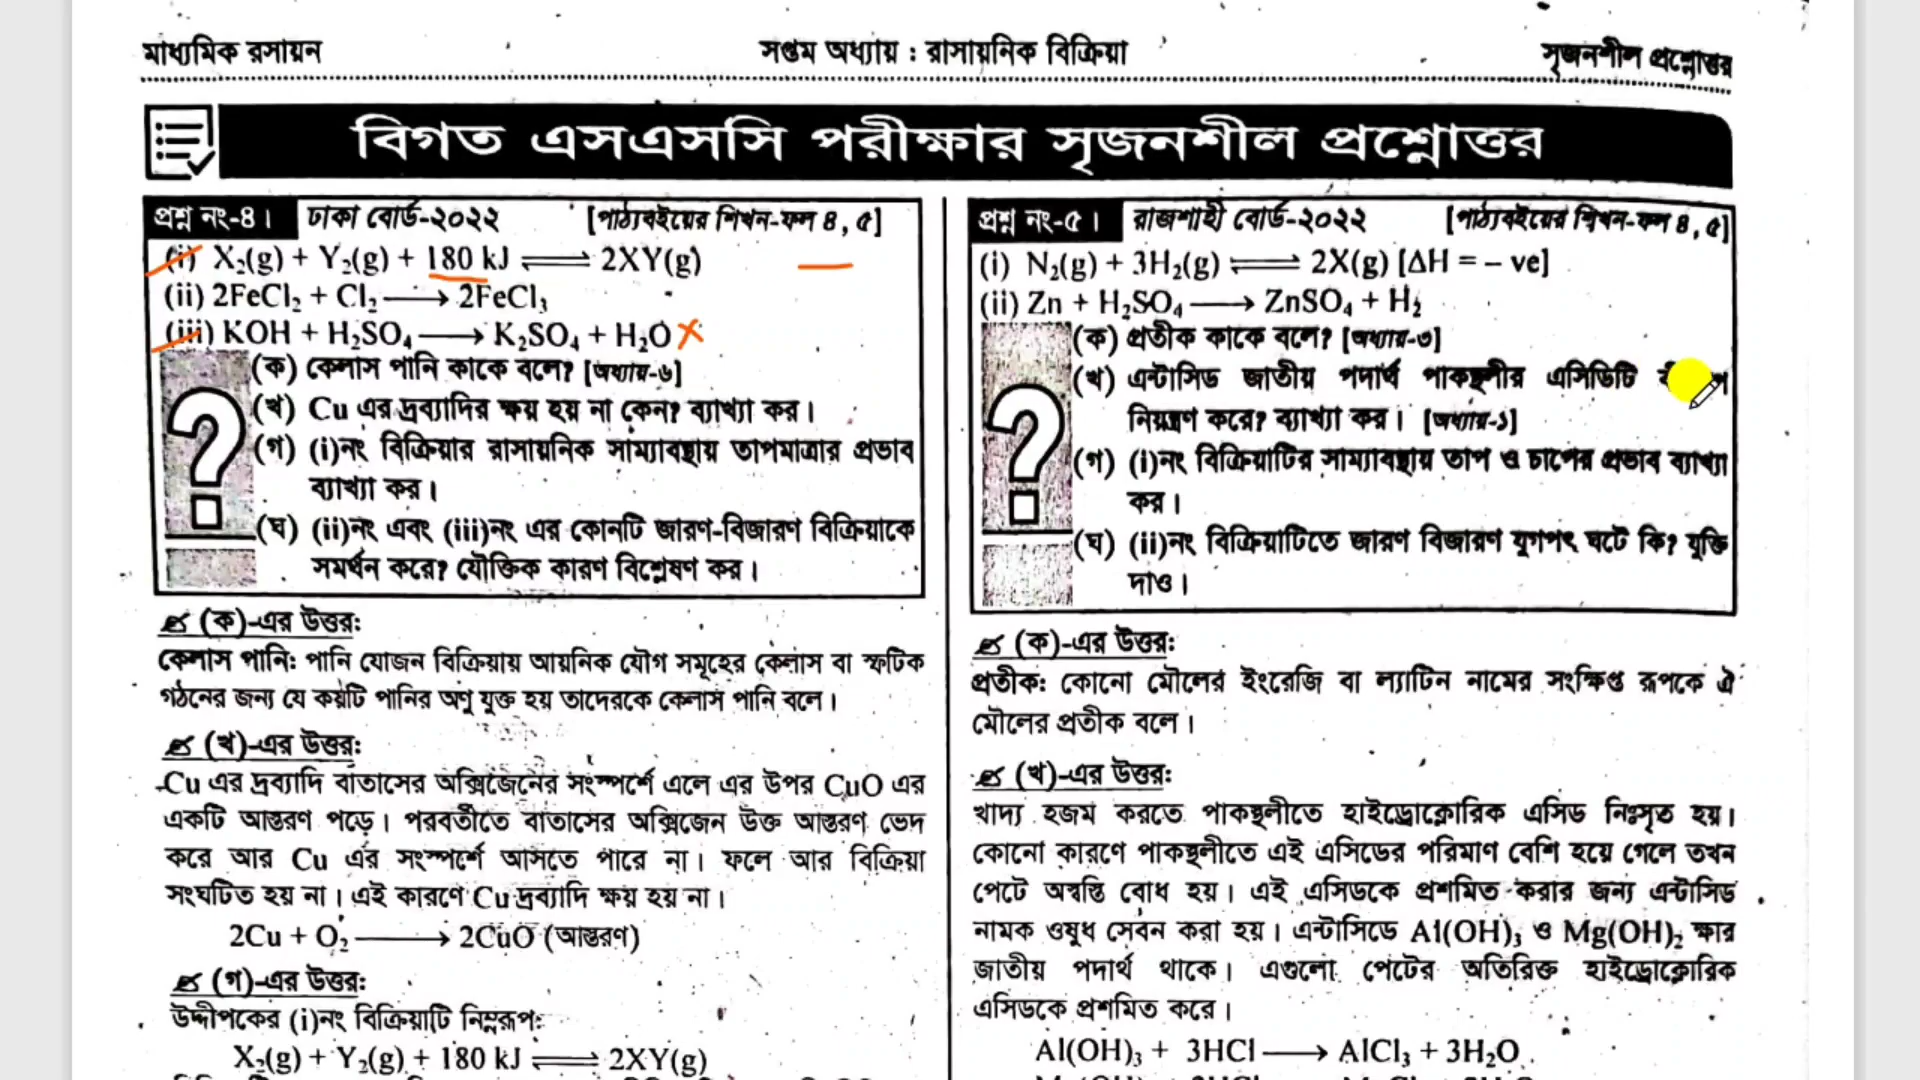 মাধ্যমিক রসায়ন
সপ্তম অধ্যায় : রাসায়নিক বিক্রিয়া
সৃজনশীল প্রশ্নোত্তর
বিগত এসএসসি পরীক্ষার সৃজনশীল প্রশ্নোত্তর
প্রশ্ন নং-৪। ঢাকা বোর্ড-২০২২ [পাঠ্যবইয়ের শিখন-ফল ৪, ৫]
(i) X₂(g) + Y₂(g) + 180 kJ ⇌ 2XY(g)
(ii) 2FeCl₂ + Cl₂ ⟶ 2FeCl₃
(iii) KOH + H₂SO₄ ⟶ K₂SO₄ + H₂O
(ক) কেলাস পানি কাকে বলে? [অধ্যায়-৬]
(খ) Cu এর দ্রব্যাদির ক্ষয় হয় না কেন? ব্যাখ্যা কর।
(গ) (i)নং বিক্রিয়ার রাসায়নিক সাম্যাবস্থায় তাপমাত্রার প্রভাব
ব্যাখ্যা কর।
(ঘ) (ii)নং এবং (iii)নং এর কোনটি জারণ-বিজারণ বিক্রিয়াকে
সমর্থন করে? যৌক্তিক কারণ বিশ্লেষণ কর।
(ক)-এর উত্তর:
কেলাস পানি: পানি যোজন বিক্রিয়ায় আয়নিক যৌগ সমূহের কেলাস বা স্ফটিক
গঠনের জন্য যে কয়টি পানির অণু যুক্ত হয় তাদেরকে কেলাস পানি বলে।
(খ)-এর উত্তর:
Cu এর দ্রব্যাদি বাতাসের অক্সিজেনের সংস্পর্শে এলে এর উপর CuO এর
একটি আস্তরণ পড়ে। পরবর্তীতে বাতাসের অক্সিজেন উক্ত আস্তরণ ভেদ
করে আর Cu এর সংস্পর্শে আসতে পারে না। ফলে আর বিক্রিয়া
সংঘটিত হয় না। এই কারণে Cu দ্রব্যাদি ক্ষয় হয় না।
2Cu + O₂ ⟶ 2CuO (আস্তরণ)
(গ)-এর উত্তর:
উদ্দীপকের (i)নং বিক্রিয়াটি নিম্নরূপ:
X₂(g) + Y₂(g) + 180 kJ ⇌ 2XY(g)
প্রশ্ন নং-৫। রাজশাহী বোর্ড-২০২২ [পাঠ্যবইয়ের শিখন-ফল ৪, ৫]
(i) N₂(g) + 3H₂(g) ⇌ 2X(g) [ΔH = – ve]
(ii) Zn + H₂SO₄ ⟶ ZnSO₄ + H₂
(ক) প্রতীক কাকে বলে? [অধ্যায়-৩]
(খ) এন্টাসিড জাতীয় পদার্থ পাকস্থলীর এসিডিটি
নিয়ন্ত্রণ করে? ব্যাখ্যা কর। [অধ্যায়-১]
(গ) (i)নং বিক্রিয়াটির সাম্যাবস্থায় তাপ ও চাপের প্রভাব ব্যাখ্যা
কর।
(ঘ) (ii)নং বিক্রিয়াটিতে জারণ বিজারণ যুগপৎ ঘটে কি? যুক্তি
দাও।
(ক)-এর উত্তর:
প্রতীক: কোনো মৌলের ইংরেজি বা ল্যাটিন নামের সংক্ষিপ্ত রূপকে ঐ
মৌলের প্রতীক বলে।
(খ)-এর উত্তর:
খাদ্য হজম করতে পাকস্থলীতে হাইড্রোক্লোরিক এসিড নিঃসৃত হয়।
কোনো কারণে পাকস্থলীতে এই এসিডের পরিমাণ বেশি হয়ে গেলে তখন
পেটে অস্বস্তি বোধ হয়। এই এসিডকে প্রশমিত করার জন্য এন্টাসিড
নামক ওষুধ সেবন করা হয়। এন্টাসিডে Al(OH)₃ ও Mg(OH)₂ ক্ষার
জাতীয় পদার্থ থাকে। এগুলো পেটের অতিরিক্ত হাইড্রোক্লোরিক
এসিডকে প্রশমিত করে।
Al(OH)₃ + 3HCl ⟶ AlCl₃ + 3H₂O